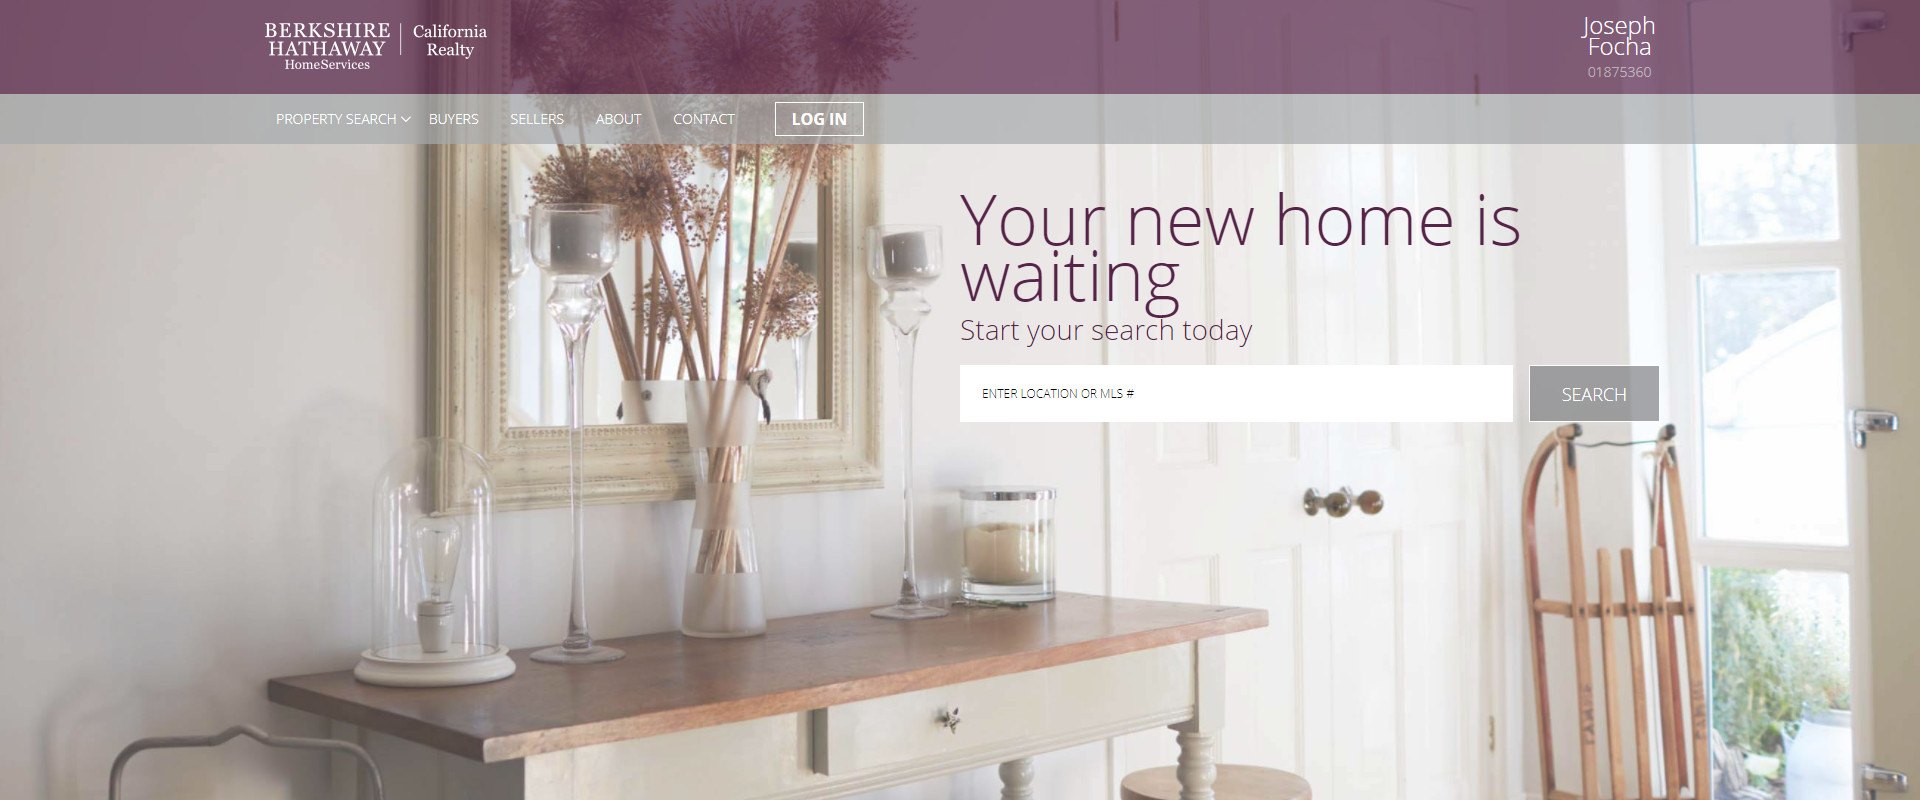 BERKSHIRE
HATHAWAY
HomeServices
California
Realty
Joseph
Focha
01875360
PROPERTY SEARCH
BUYERS
SELLERS
ABOUT
CONTACT
LOG IN
Your new home is
waiting
Start your search today
ENTER LOCATION OR MLS #
SEARCH